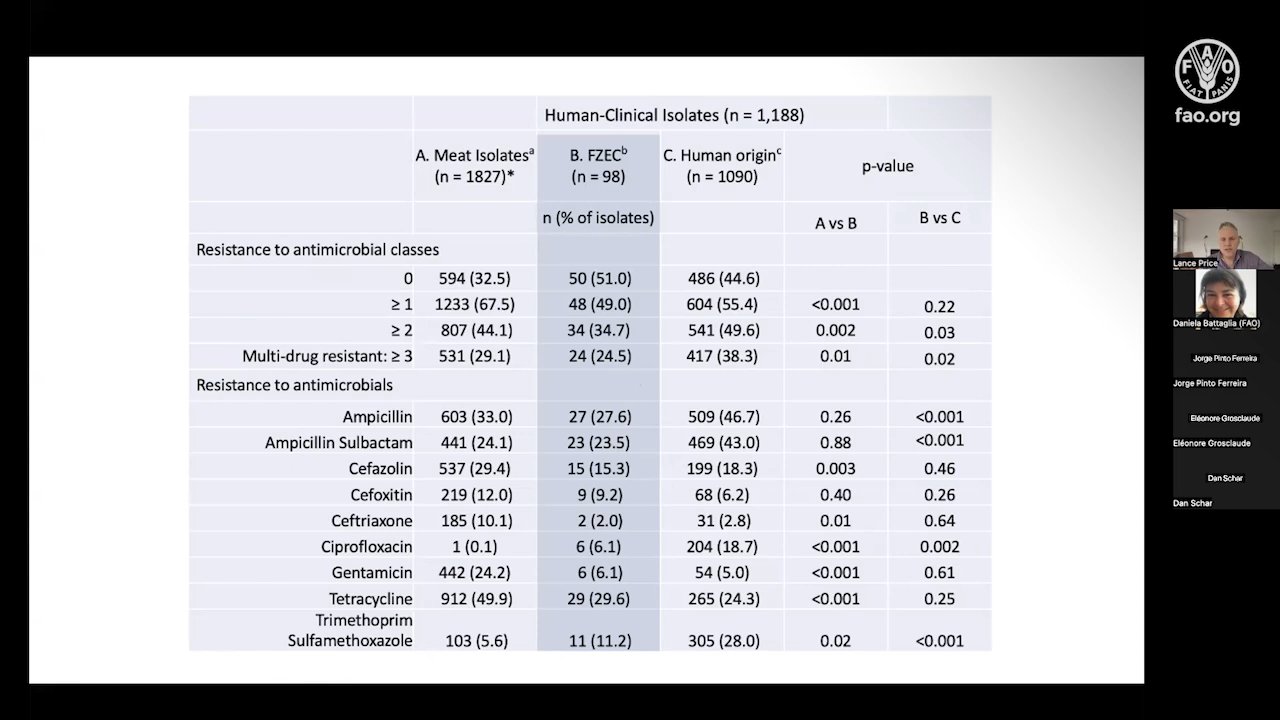 Human-Clinical Isolates (n = 1,188)
A. Meat Isolatesᵃ (n = 1827)* B. FZECᵇ (n = 98) C. Human originᶜ (n = 1090) p-value
n (% of isolates) A vs B B vs C
Resistance to antimicrobial classes
0 594 (32.5) 50 (51.0) 486 (44.6)
≥ 1 1233 (67.5) 48 (49.0) 604 (55.4) <0.001 0.22
≥ 2 807 (44.1) 34 (34.7) 541 (49.6) 0.002 0.03
Multi-drug resistant: ≥ 3 531 (29.1) 24 (24.5) 417 (38.3) 0.01 0.02
Resistance to antimicrobials
Ampicillin 603 (33.0) 27 (27.6) 509 (46.7) 0.26 <0.001
Ampicillin Sulbactam 441 (24.1) 23 (23.5) 469 (43.0) 0.88 <0.001
Cefazolin 537 (29.4) 15 (15.3) 199 (18.3) 0.003 0.46
Cefoxitin 219 (12.0) 9 (9.2) 68 (6.2) 0.40 0.26
Ceftriaxone 185 (10.1) 2 (2.0) 31 (2.8) 0.01 0.64
Ciprofloxacin 1 (0.1) 6 (6.1) 204 (18.7) <0.001 0.002
Gentamicin 442 (24.2) 6 (6.1) 54 (5.0) <0.001 0.61
Tetracycline 912 (49.9) 29 (29.6) 265 (24.3) <0.001 0.25
Trimethoprim
Sulfamethoxazole 103 (5.6) 11 (11.2) 305 (28.0) 0.02 <0.001
FAO
FIAT PANIS
fao.org
Lance Price
Daniela Battaglia (FAO)
Jorge Pinto Ferreira
Jorge Pinto Ferreira
Eléonore Grosclaude
Eléonore Grosclaude
Dan Schar
Dan Schar